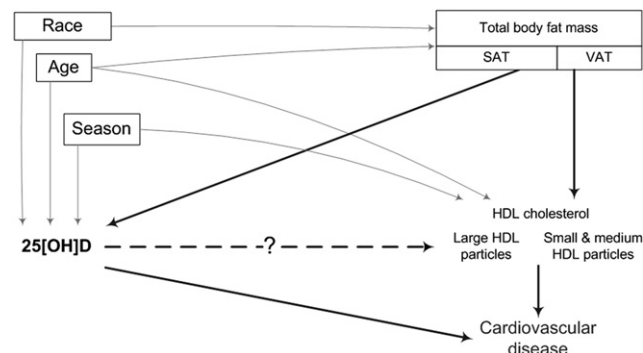 Race
Total body fat mass
SAT
VAT
Age
Season
HDL cholesterol
25[OH]D
?
Large HDL
particles
Small & medium
HDL particles
Cardiovascular
disease